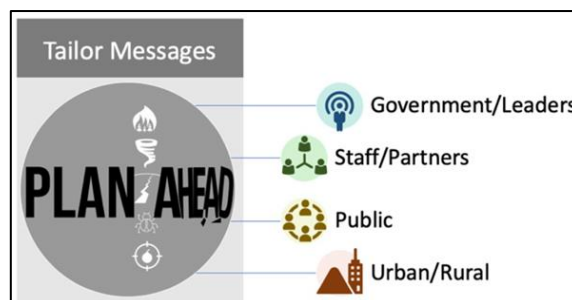 Tailor Messages
Government/Leaders
Staff/Partners
PLAN AHEAD
Public
Urban/Rural